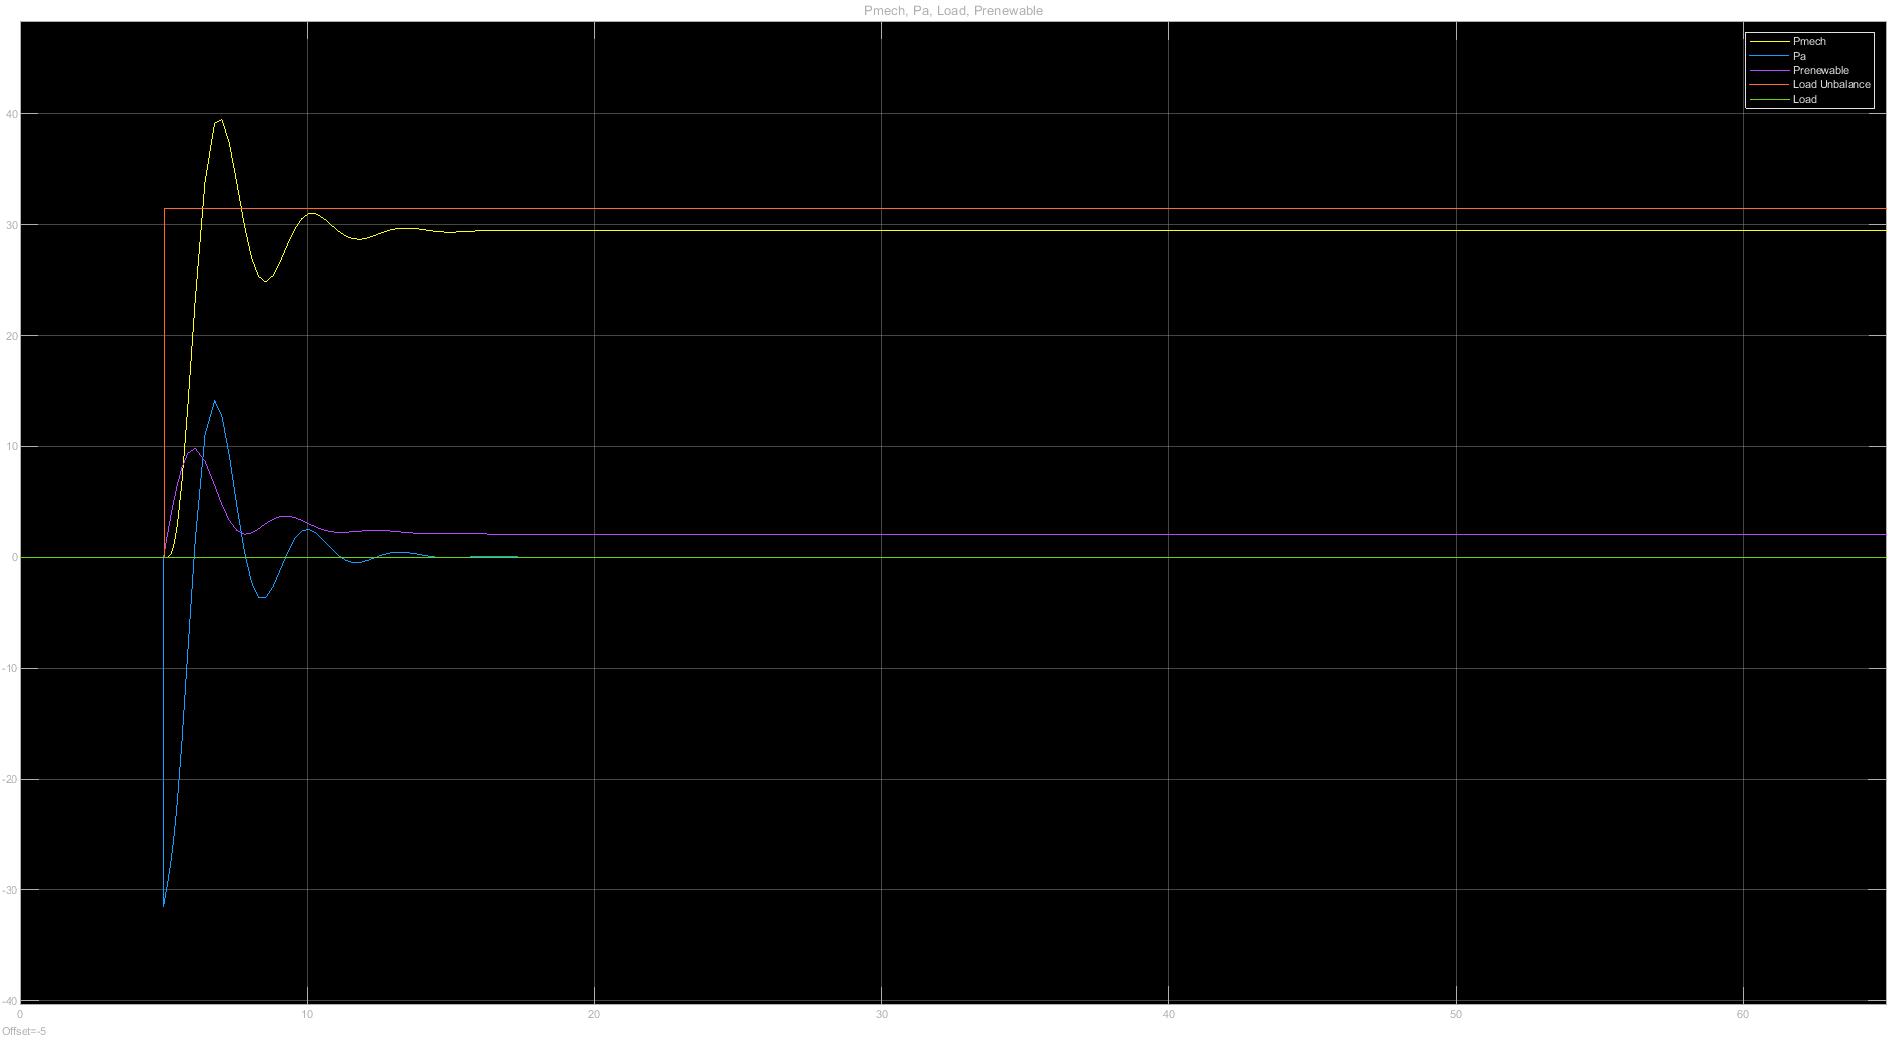 Pmech, Pa, Load, Prenewable
Pmech
Pa
Prenewable
Load Unbalance
Load
40
30
20
10
0
-10
-20
-30
-40
0 10 20 30 40 50 60
Offset=-5